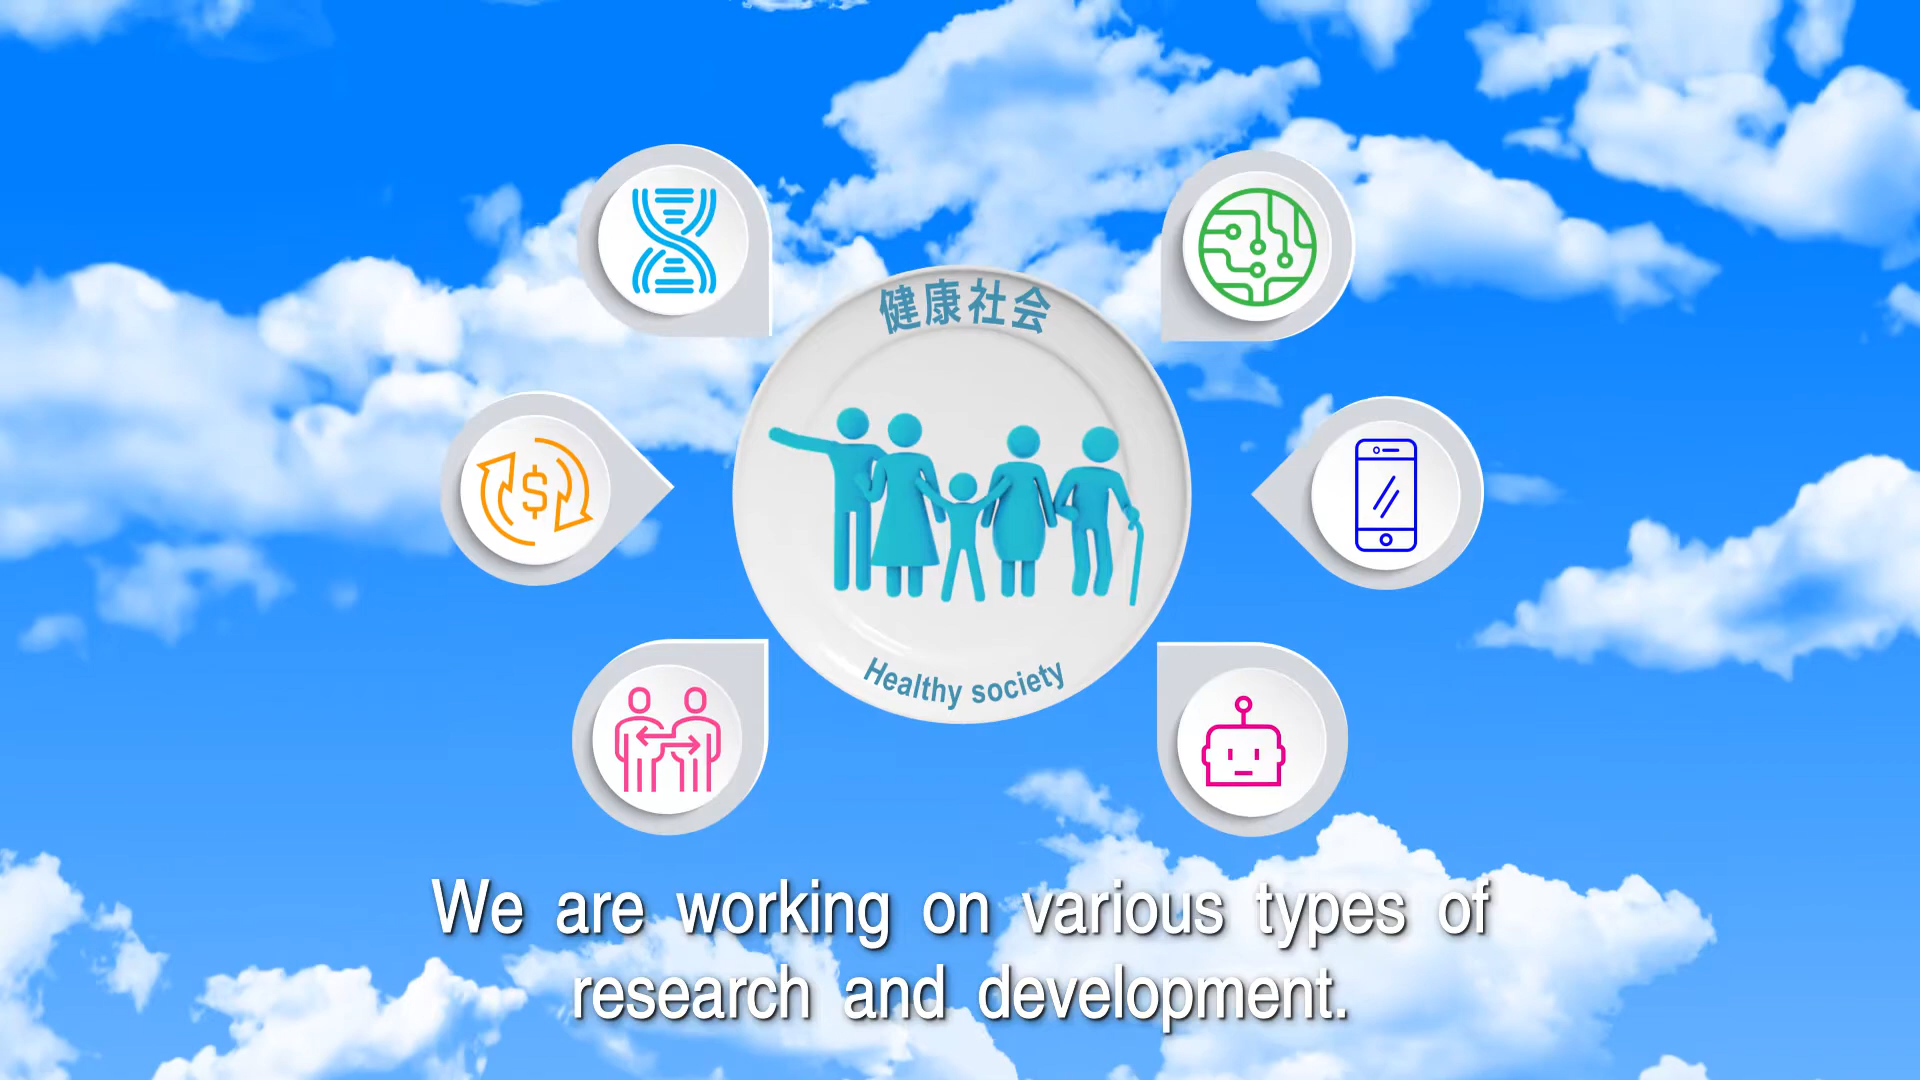 健康社会
Healthy society
We are working on various types of
research and development.